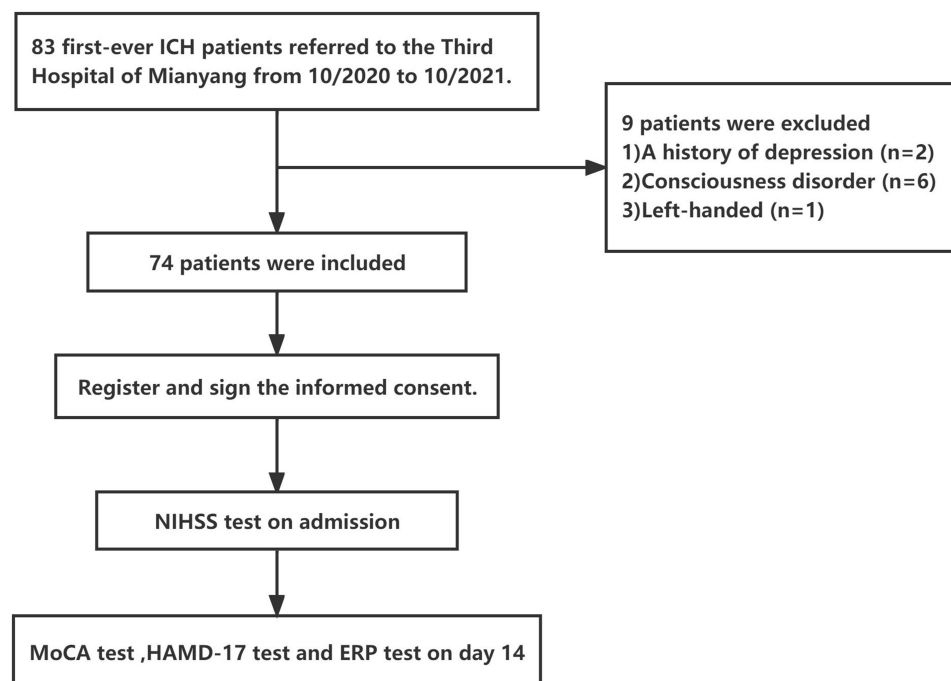 83 first-ever ICH patients referred to the Third
Hospital of Mianyang from 10/2020 to 10/2021.
9 patients were excluded
1)A history of depression (n=2)
2)Consciousness disorder (n=6)
3)Left-handed (n=1)
74 patients were included
Register and sign the informed consent.
NIHSS test on admission
MoCA test ,HAMD-17 test and ERP test on day 14